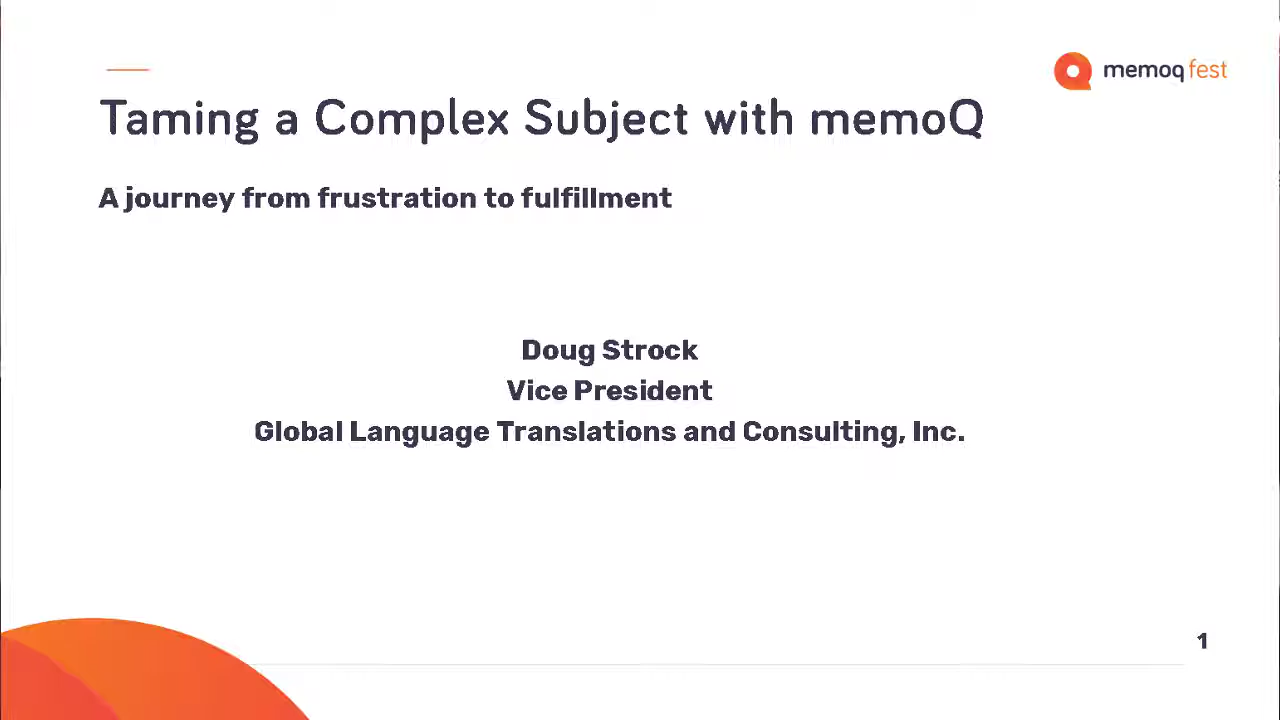 memoq fest
Taming a Complex Subject with memoQ
A journey from frustration to fulfillment
Doug Strock
Vice President
Global Language Translations and Consulting, Inc.
1